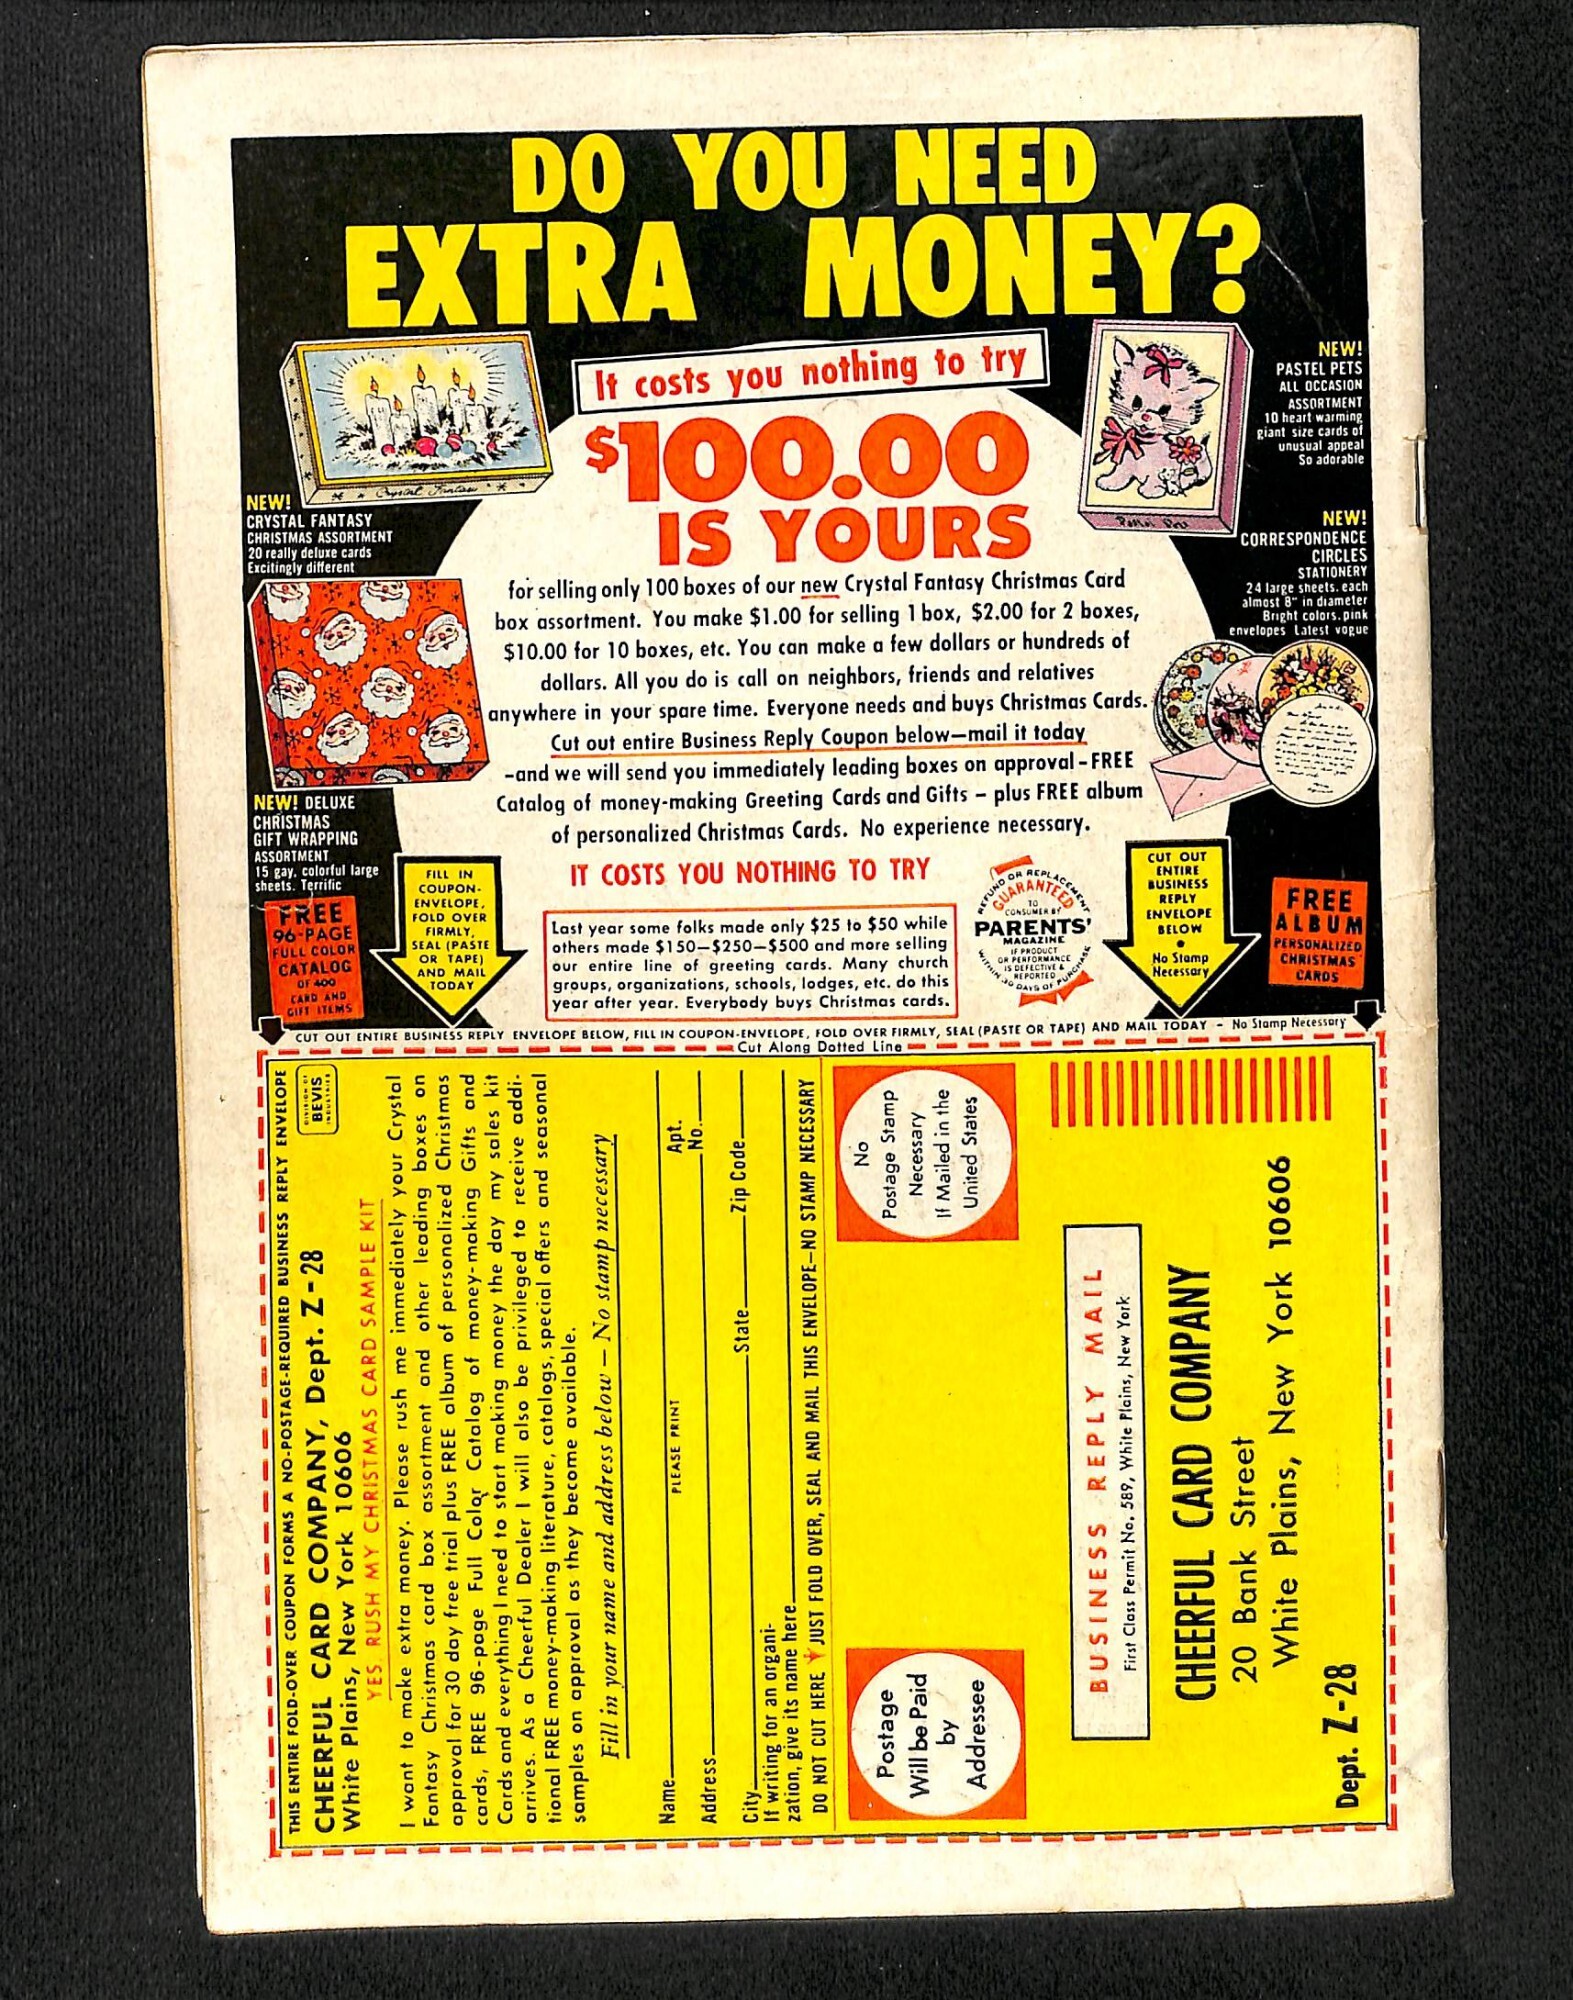 DO YOU NEED
EXTRA MONEY?
It costs you nothing to try
$100.00
IS YOURS
for selling only 100 boxes of our new Crystal Fantasy Christmas Card
box assortment. You make $1.00 for selling 1 box, $2.00 for 2 boxes,
$10.00 for 10 boxes, etc. You can make a few dollars or hundreds of
dollars. All you do is call on neighbors, friends and relatives
anywhere in your spare time. Everyone needs and buys Christmas Cards.
Cut out entire Business Reply Coupon below—mail it today
-and we will send you immediately leading boxes on approval-FREE
Catalog of money-making Greeting Cards and Gifts – plus FREE album
of personalized Christmas Cards. No experience necessary.
IT COSTS YOU NOTHING TO TRY
Last year some folks made only $25 to $50 while
others made $150—$250—$500 and more selling
our entire line of greeting cards. Many church
groups, organizations, schools, lodges, etc. do this
year after year. Everybody buys Christmas cards.
Crystal Fantasy
NEW!
CRYSTAL FANTASY
CHRISTMAS ASSORTMENT
20 really deluxe cards
Excitingly different
NEW! DELUXE
CHRISTMAS
GIFT WRAPPING
ASSORTMENT
15 gay, colorful large
sheets. Terrific
FREE
96-PAGE
FULL COLOR
CATALOG
OF 400
CARD AND
GIFT ITEMS
FILL IN
COUPON-
ENVELOPE,
FOLD OVER
FIRMLY,
SEAL (PASTE
OR TAPE)
AND MAIL
TODAY
NEW!
PASTEL PETS
ALL OCCASION
ASSORTMENT
10 heart warming
giant size cards of
unusual appeal
So adorable
NEW!
CORRESPONDENCE
CIRCLES
STATIONERY
24 large sheets, each
almost 8" in diameter
Bright colors, pink
envelopes Latest vogue
REFUND OR REPLACEMENT
GUARANTEED
TO
CONSUMER BY
PARENTS'
MAGAZINE
IF PRODUCT
OR PERFORMANCE
IS DEFECTIVE &
REPORTED
WITHIN 30 DAYS OF PURCHASE
CUT OUT
ENTIRE
BUSINESS
REPLY
ENVELOPE
BELOW
•
No Stamp
Necessary
FREE
ALBUM
PERSONALIZED
CHRISTMAS
CARDS
CUT OUT ENTIRE BUSINESS REPLY ENVELOPE BELOW, FILL IN COUPON-ENVELOPE, FOLD OVER FIRMLY, SEAL (PASTE OR TAPE) AND MAIL TODAY – No Stamp Necessary
Cut Along Dotted Line
THIS ENTIRE FOLD-OVER COUPON FORMS A NO-POSTAGE-REQUIRED BUSINESS REPLY ENVELOPE
CHEERFUL CARD COMPANY, Dept. Z-28
White Plains, New York 10606
DIVISION OF
BEVIS
INDUSTRIES
YES, RUSH MY CHRISTMAS CARD SAMPLE KIT
I want to make extra money. Please rush me immediately your Crystal
Fantasy Christmas card box assortment and other leading boxes on
approval for 30 day free trial plus FREE album of personalized Christmas
cards, FREE 96-page Full Color Catalog of money-making Gifts and
Cards and everything I need to start making money the day my sales kit
arrives. As a Cheerful Dealer I will also be privileged to receive addi-
tional FREE money-making literature, catalogs, special offers and seasonal
samples on approval as they become available.
Fill in your name and address below — No stamp necessary
Name
PLEASE PRINT
Address
Apt.
No.
City
State
Zip Code
If writing for an organi-
zation, give its name here
DO NOT CUT HERE JUST FOLD OVER, SEAL AND MAIL THIS ENVELOPE—NO STAMP NECESSARY
Postage
Will be Paid
by
Addressee
No
Postage Stamp
Necessary
If Mailed in the
United States
BUSINESS REPLY MAIL
First Class Permit No. 589, White Plains, New York
CHEERFUL CARD COMPANY
20 Bank Street
White Plains, New York 10606
Dept. Z-28